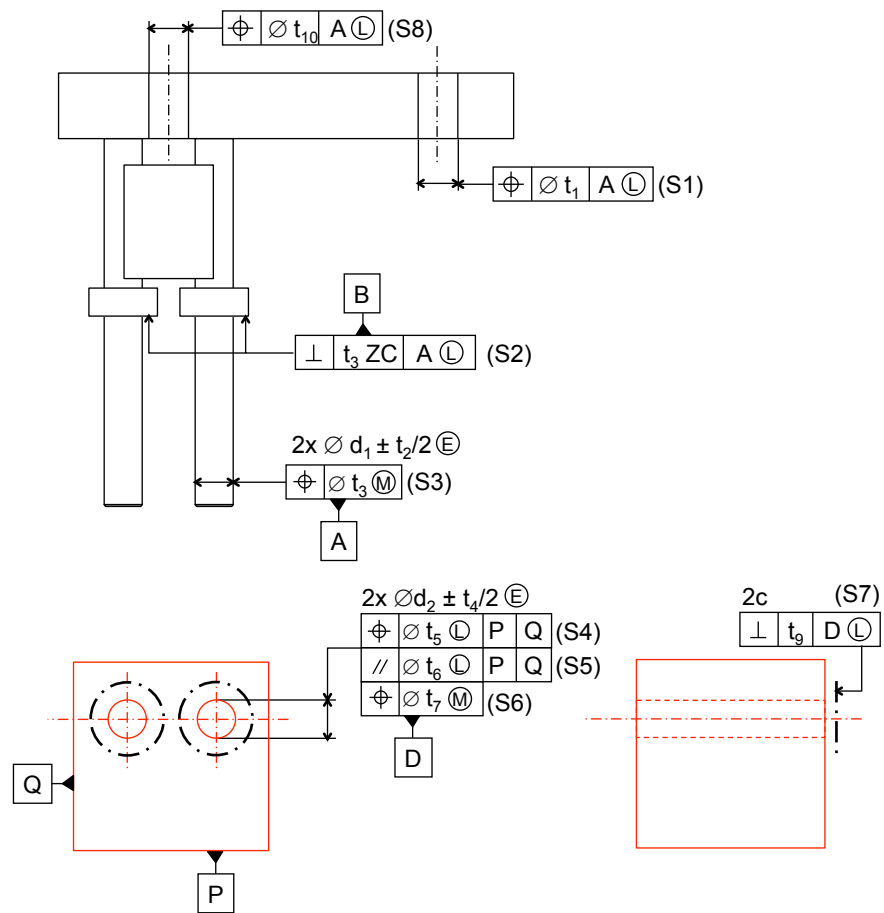 ⌖ ∅ t10 A Ⓛ (S8)
⌖ ∅ t1 A Ⓛ (S1)
B
⊥ t3 ZC A Ⓛ (S2)
2x ∅ d1 ± t2/2 Ⓔ
⌖ ∅ t3 Ⓜ (S3)
A
2x ∅d2 ± t4/2 Ⓔ
⌖ ∅ t5 Ⓛ P Q (S4)
// ∅ t6 Ⓛ P Q (S5)
⌖ ∅ t7 Ⓜ (S6)
D
2c (S7)
⊥ t9 D Ⓛ
Q
P